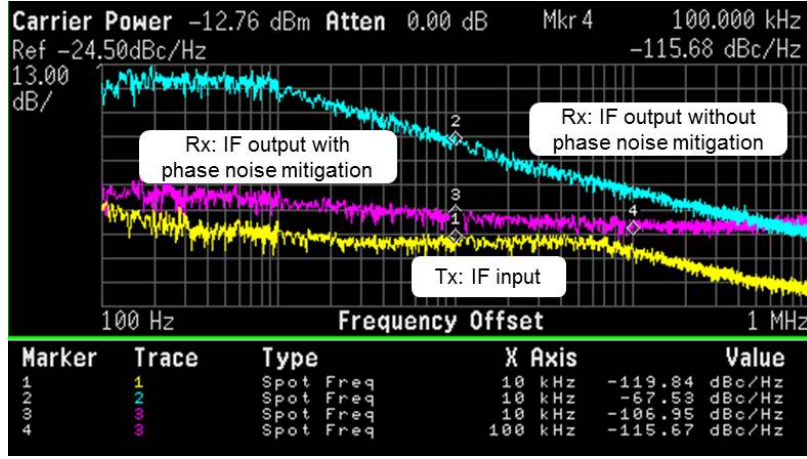 Carrier Power -12.76 dBm Atten 0.00 dB Mkr 4 100.000 kHz
Ref -24.50dBc/Hz -115.68 dBc/Hz
13.00
dB/
2
Rx: IF output without
phase noise mitigation
Rx: IF output with
phase noise mitigation
3
1
4
Tx: IF input
100 Hz Frequency Offset 1 MHz
Marker Trace Type X Axis Value
1 1 Spot Freq 10 kHz -119.84 dBc/Hz
2 2 Spot Freq 10 kHz -67.53 dBc/Hz
3 3 Spot Freq 10 kHz -106.95 dBc/Hz
4 3 Spot Freq 100 kHz -115.67 dBc/Hz